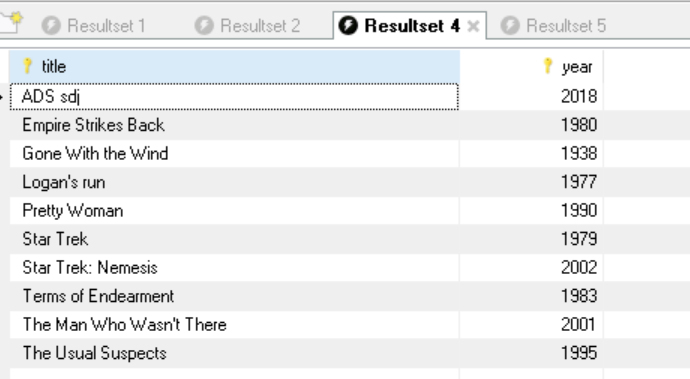 Resultset 1 Resultset 2 Resultset 4 Resultset 5
title year
ADS sdj 2018
Empire Strikes Back 1980
Gone With the Wind 1938
Logan's run 1977
Pretty Woman 1990
Star Trek 1979
Star Trek: Nemesis 2002
Terms of Endearment 1983
The Man Who Wasn't There 2001
The Usual Suspects 1995